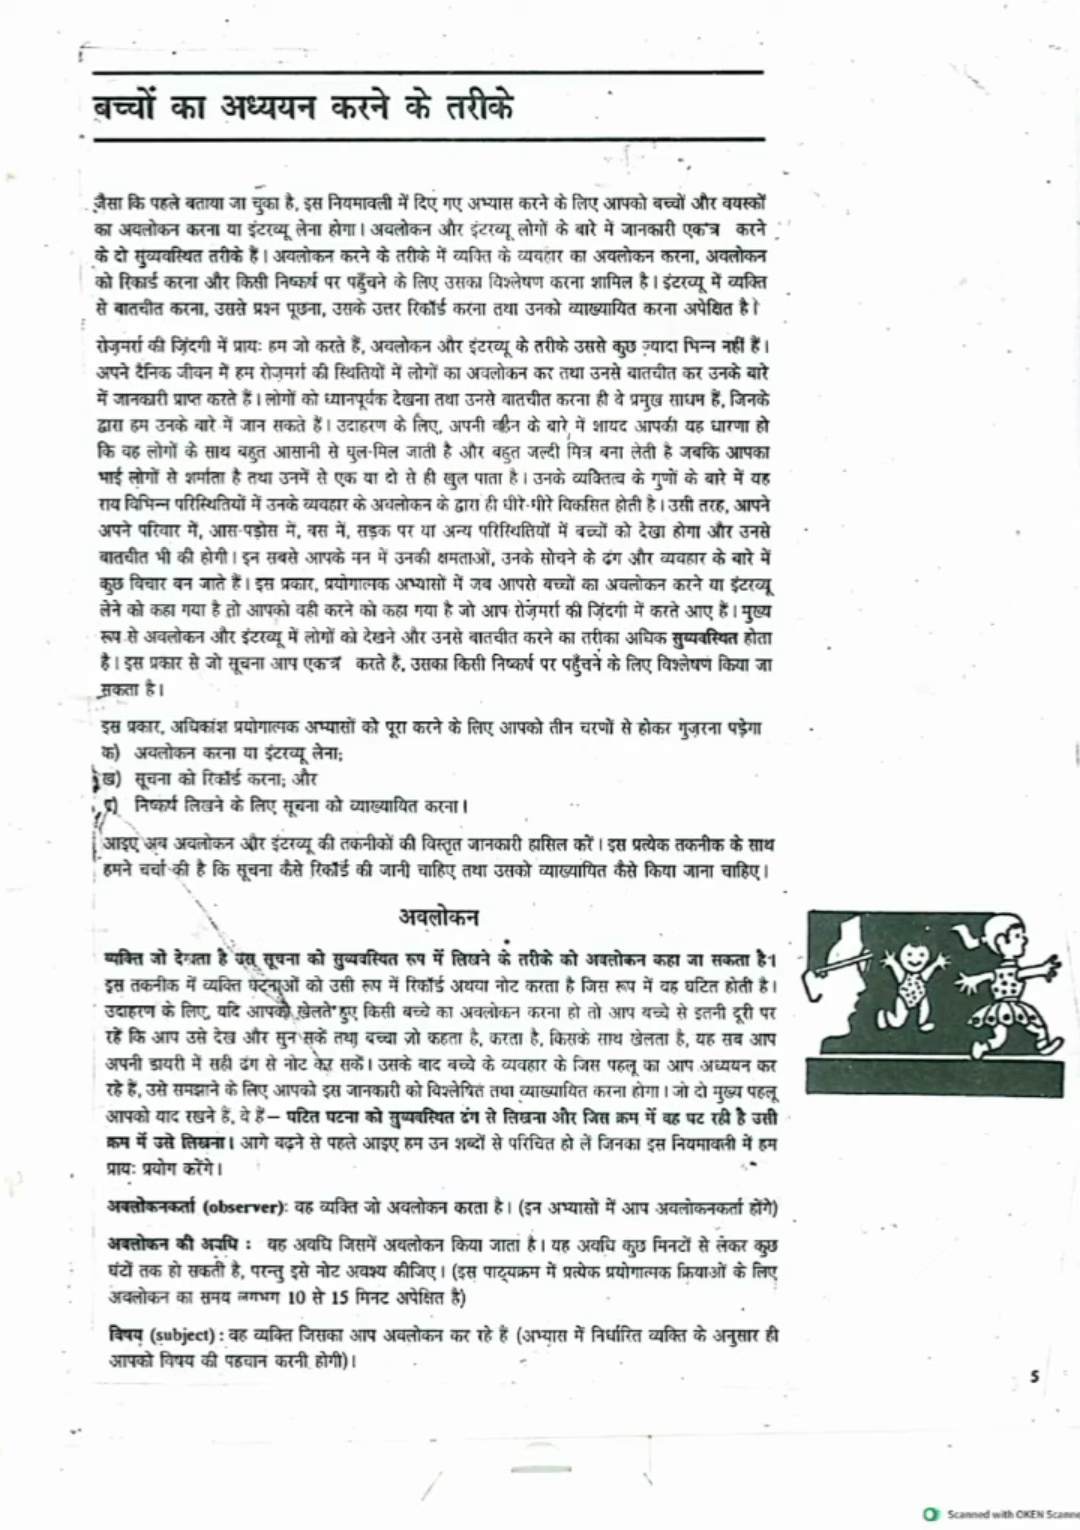 बच्चों का अध्ययन करने के तरीके
जैसा कि पहले बताया जा चुका है, इस नियमावली में दिए गए अभ्यास करने के लिए आपको बच्चों और वयस्कों
का अवलोकन करना या इंटरव्यू लेना होगा। अवलोकन और इंटरव्यू लोगों के बारे में जानकारी एकत्र करने
के दो सुव्यवस्थित तरीके हैं। अवलोकन करने के तरीके में व्यक्ति के व्यवहार का अवलोकन करना, अवलोकन
को रिकार्ड करना और किसी निष्कर्ष पर पहुँचने के लिए उसका विश्लेषण करना शामिल है। इंटरव्यू में व्यक्ति
से बातचीत करना, उससे प्रश्न पूछना, उसके उत्तर रिकॉर्ड करना तथा उनको व्याख्यायित करना अपेक्षित है।
रोज़मर्रा की ज़िंदगी में प्रायः हम जो करते हैं, अवलोकन और इंटरव्यू के तरीके उससे कुछ ज़्यादा भिन्न नहीं हैं।
अपने दैनिक जीवन में हम रोज़मर्रा की स्थितियों में लोगों का अवलोकन कर तथा उनसे बातचीत कर उनके बारे
में जानकारी प्राप्त करते हैं। लोगों को ध्यानपूर्वक देखना तथा उनसे बातचीत करना ही वे प्रमुख साधन हैं, जिनके
द्वारा हम उनके बारे में जान सकते हैं। उदाहरण के लिए, अपनी बहन के बारे में शायद आपकी यह धारणा हो
कि वह लोगों के साथ बहुत आसानी से घुल-मिल जाती है और बहुत जल्दी मित्र बना लेती है जबकि आपका
भाई लोगों से शर्माता है तथा उनमें से एक या दो से ही खुल पाता है। उनके व्यक्तित्व के गुणों के बारे में यह
राय विभिन्न परिस्थितियों में उनके व्यवहार के अवलोकन के द्वारा ही धीरे-धीरे विकसित होती है। उसी तरह, आपने
अपने परिवार में, आस-पड़ोस में, बस में, सड़क पर या अन्य परिस्थितियों में बच्चों को देखा होगा और उनसे
बातचीत भी की होगी। इन सबसे आपके मन में उनकी क्षमताओं, उनके सोचने के ढंग और व्यवहार के बारे में
कुछ विचार बन जाते हैं। इस प्रकार, प्रयोगात्मक अभ्यासों में जब आपसे बच्चों का अवलोकन करने या इंटरव्यू
लेने को कहा गया है तो आपको वही करने को कहा गया है जो आप रोज़मर्रा की ज़िंदगी में करते आए हैं। मुख्य
रूप से अवलोकन और इंटरव्यू में लोगों को देखने और उनसे बातचीत करने का तरीका अधिक सुव्यवस्थित होता
है। इस प्रकार से जो सूचना आप एकत्र करते हैं, उसका किसी निष्कर्ष पर पहुँचने के लिए विश्लेषण किया जा
सकता है।
इस प्रकार, अधिकांश प्रयोगात्मक अभ्यासों को पूरा करने के लिए आपको तीन चरणों से होकर गुज़रना पड़ेगा
क) अवलोकन करना या इंटरव्यू लेना;
ख) सूचना को रिकॉर्ड करना; और
ग) निष्कर्ष लिखने के लिए सूचना को व्याख्यायित करना।
आइए अब अवलोकन और इंटरव्यू की तकनीकों की विस्तृत जानकारी हासिल करें। इस प्रत्येक तकनीक के साथ
हमने चर्चा की है कि सूचना कैसे रिकॉर्ड की जानी चाहिए तथा उसको व्याख्यायित कैसे किया जाना चाहिए।
अवलोकन
व्यक्ति जो देखता है उस सूचना को सुव्यवस्थित रूप में लिखने के तरीके को अवलोकन कहा जा सकता है।
इस तकनीक में व्यक्ति घटनाओं को उसी रूप में रिकॉर्ड अथवा नोट करता है जिस रूप में वह घटित होती है।
उदाहरण के लिए, यदि आपको खेलते हुए किसी बच्चे का अवलोकन करना हो तो आप बच्चे से इतनी दूरी पर
रहें कि आप उसे देख और सुन सकें तथा बच्चा जो कहता है, करता है, किसके साथ खेलता है, यह सब आप
अपनी डायरी में सही ढंग से नोट कर सकें। उसके बाद बच्चे के व्यवहार के जिस पहलू का आप अध्ययन कर
रहे हैं, उसे समझाने के लिए आपको इस जानकारी को विश्लेषित तथा व्याख्यायित करना होगा। जो दो मुख्य पहलू
आपको याद रखने हैं, वे हैं— घटित घटना को सुव्यवस्थित ढंग से लिखना और जिस क्रम में वह घट रही है उसी
क्रम में उसे लिखना। आगे बढ़ने से पहले आइए हम उन शब्दों से परिचित हो लें जिनका इस नियमावली में हम
प्रायः प्रयोग करेंगे।
अवलोकनकर्ता (observer): वह व्यक्ति जो अवलोकन करता है। (इन अभ्यासों में आप अवलोकनकर्ता होंगे)
अवलोकन की अवधि : वह अवधि जिसमें अवलोकन किया जाता है। यह अवधि कुछ मिनटों से लेकर कुछ
घंटों तक हो सकती है, परन्तु इसे नोट अवश्य कीजिए। (इस पाठ्यक्रम में प्रत्येक प्रयोगात्मक क्रियाओं के लिए
अवलोकन का समय लगभग 10 से 15 मिनट अपेक्षित है)
विषय (subject) : वह व्यक्ति जिसका आप अवलोकन कर रहे हैं (अभ्यास में निर्धारित व्यक्ति के अनुसार ही
आपको विषय की पहचान करनी होगी)।
5
Scanned with OKEN Scanne